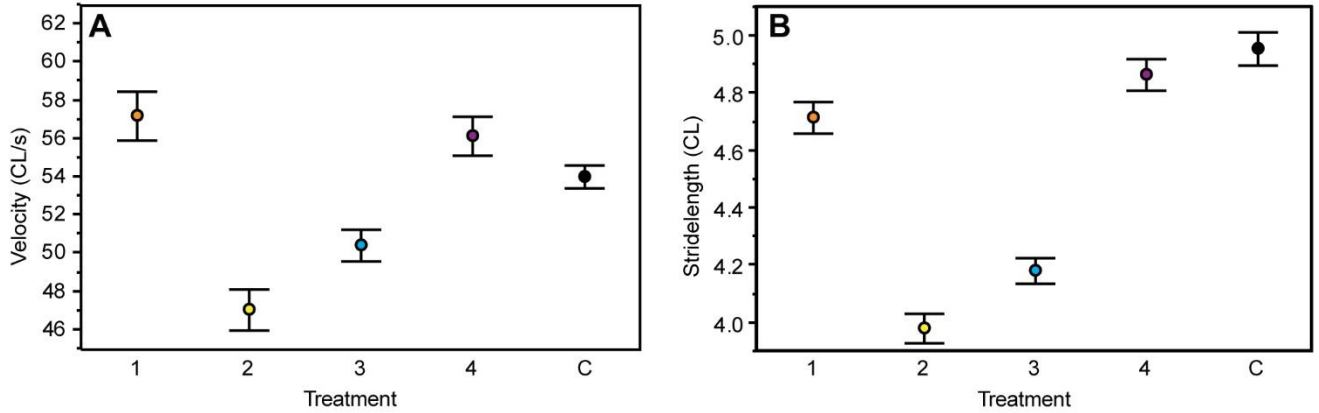 A
Velocity (CL/s)
62
60
58
56
54
52
50
48
46
1 2 3 4 C
Treatment
B
Stridelength (CL)
5.0
4.8
4.6
4.4
4.2
4.0
1 2 3 4 C
Treatment